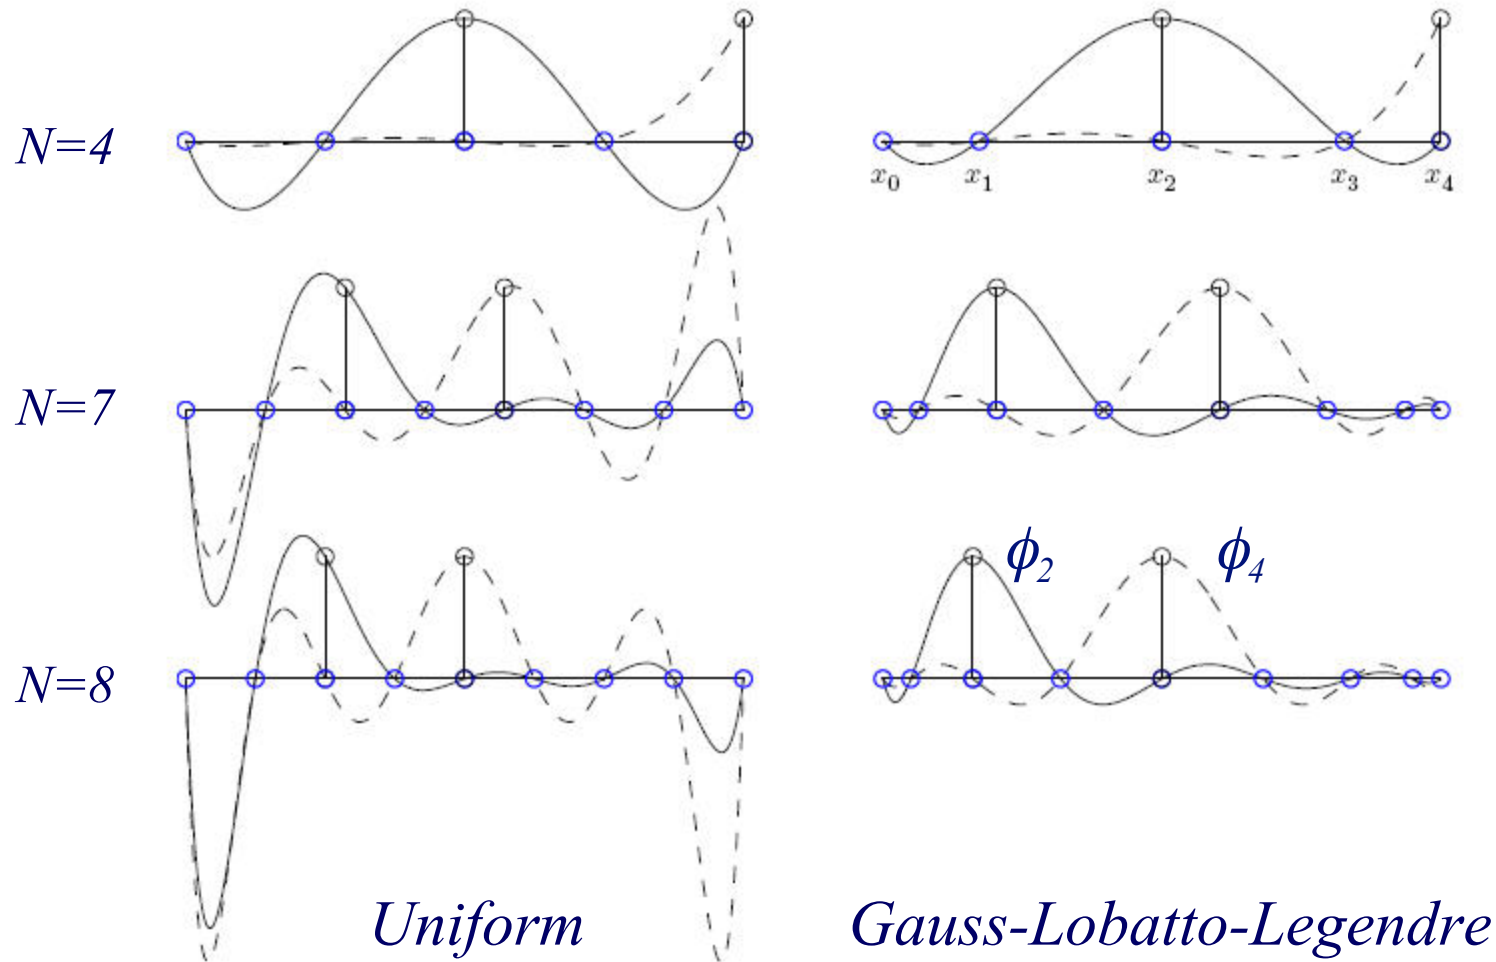 N=4
x₀ x₁ x₂ x₃ x₄
N=7
ϕ₂ ϕ₄
N=8
Uniform Gauss-Lobatto-Legendre